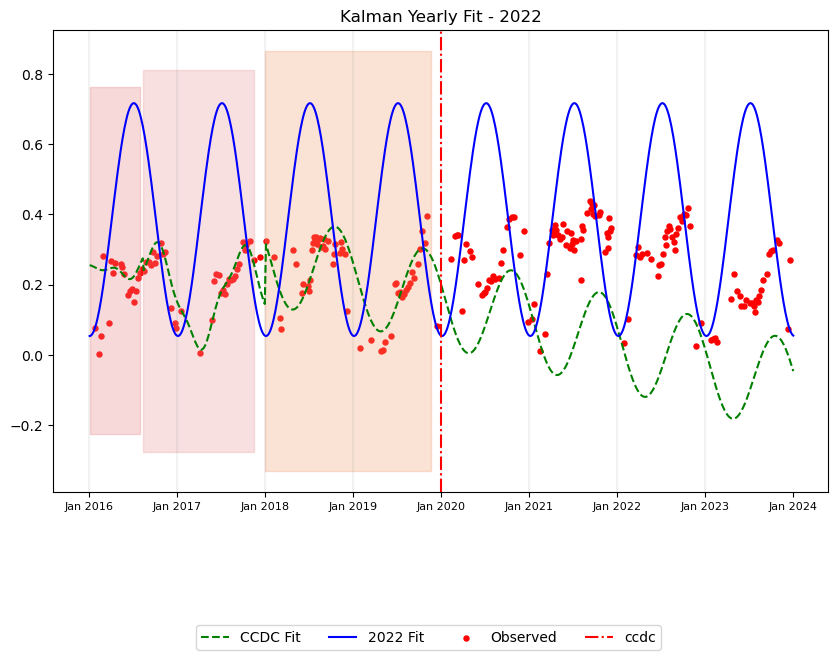 Kalman Yearly Fit - 2022
0.8
0.6
0.4
0.2
0.0
−0.2
Jan 2016 Jan 2017 Jan 2018 Jan 2019 Jan 2020 Jan 2021 Jan 2022 Jan 2023 Jan 2024
CCDC Fit 2022 Fit Observed ccdc